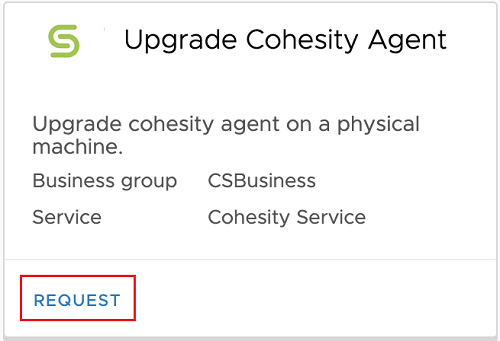 Upgrade Cohesity Agent
Upgrade cohesity agent on a physical
machine.
Business group CSBusiness
Service Cohesity Service
REQUEST